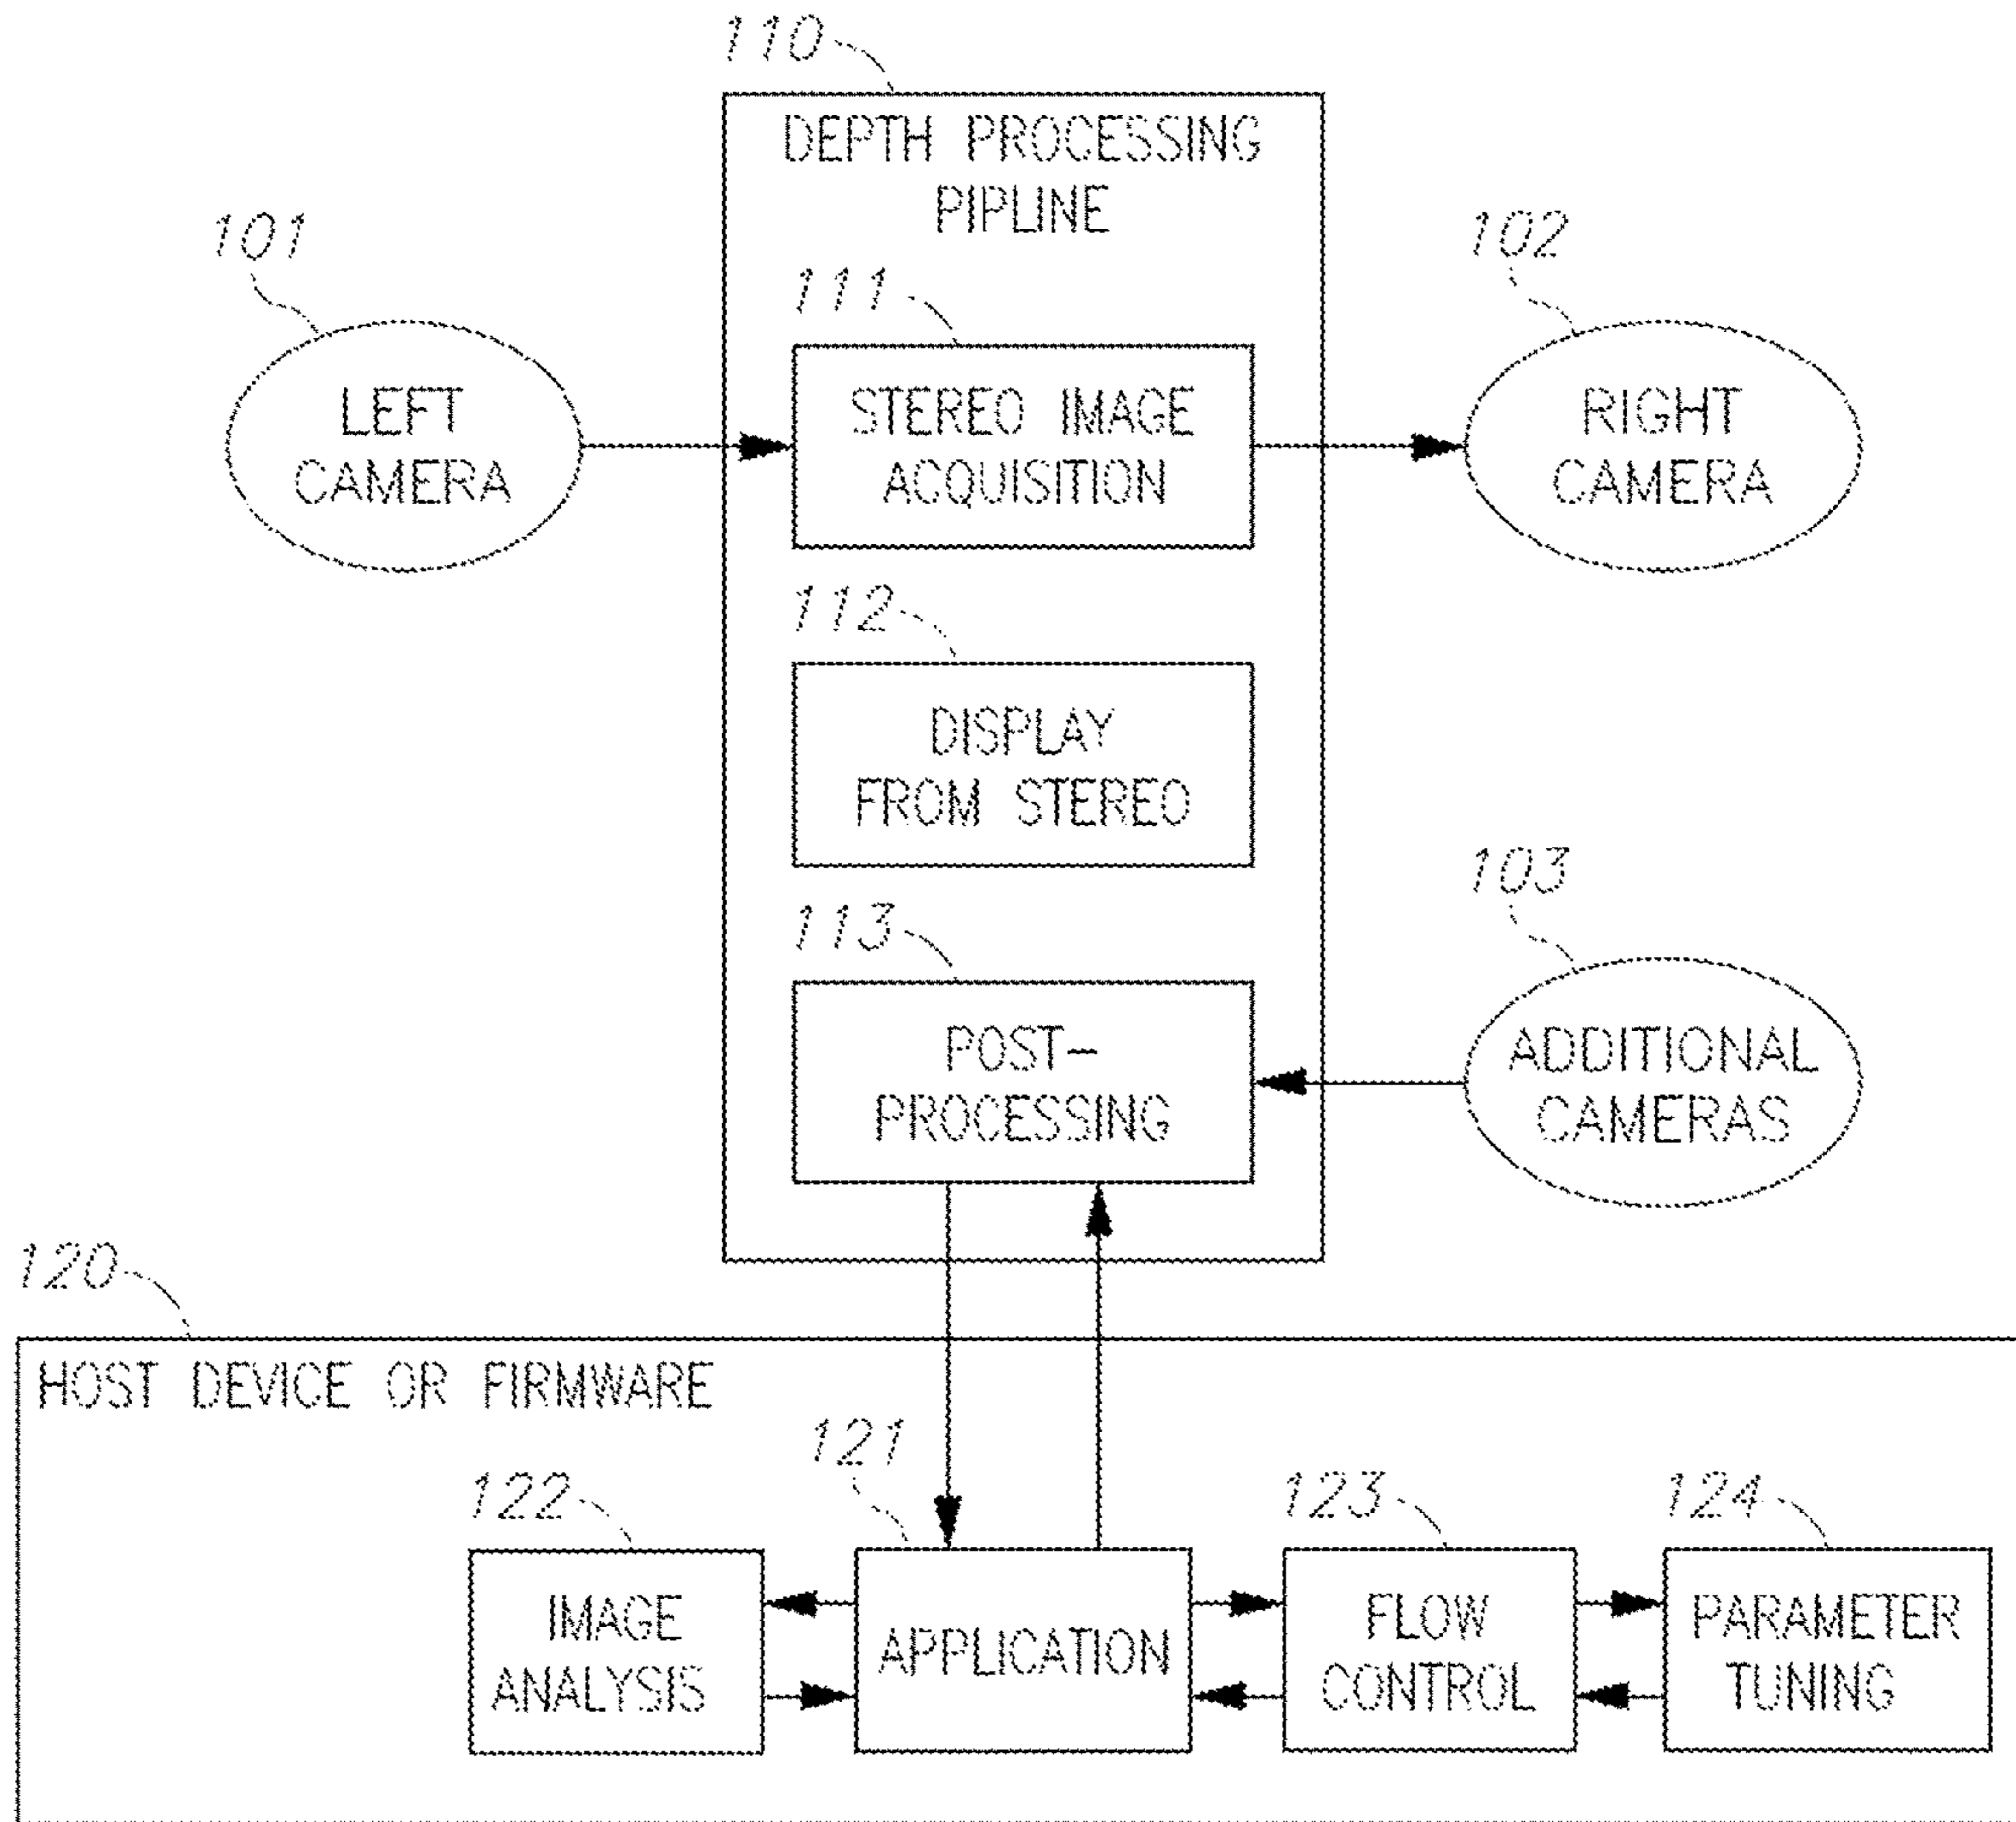 110
DEPTH PROCESSING
PIPLINE
101
102
111
LEFT
CAMERA
STEREO IMAGE
ACQUISITION
RIGHT
CAMERA
112
DISPLAY
FROM STEREO
103
113
POST-
PROCESSING
ADDITIONAL
CAMERAS
120
HOST DEVICE OR FIRMWARE
121
122
123
124
IMAGE
ANALYSIS
APPLICATION
FLOW
CONTROL
PARAMETER
TUNING